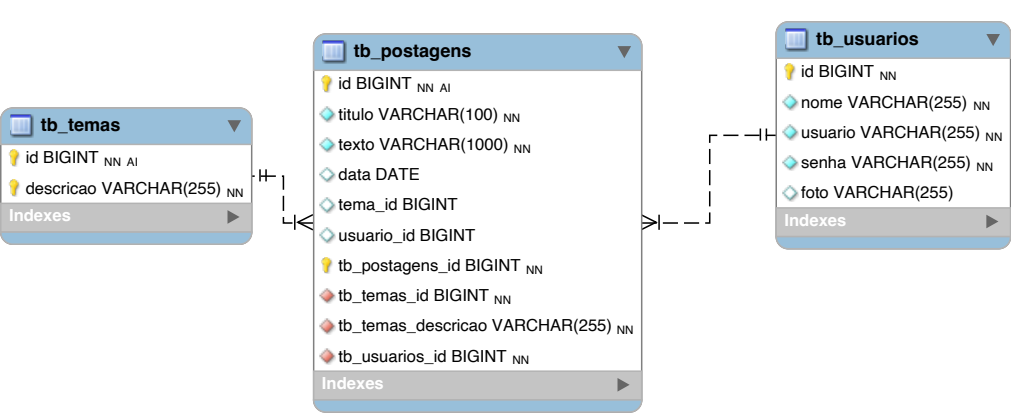 tb_temas
id BIGINT NN AI
descricao VARCHAR(255) NN
Indexes
tb_postagens
id BIGINT NN AI
titulo VARCHAR(100) NN
texto VARCHAR(1000) NN
data DATE
tema_id BIGINT
usuario_id BIGINT
tb_postagens_id BIGINT NN
tb_temas_id BIGINT NN
tb_temas_descricao VARCHAR(255) NN
tb_usuarios_id BIGINT NN
Indexes
tb_usuarios
id BIGINT NN
nome VARCHAR(255) NN
usuario VARCHAR(255) NN
senha VARCHAR(255) NN
foto VARCHAR(255)
Indexes